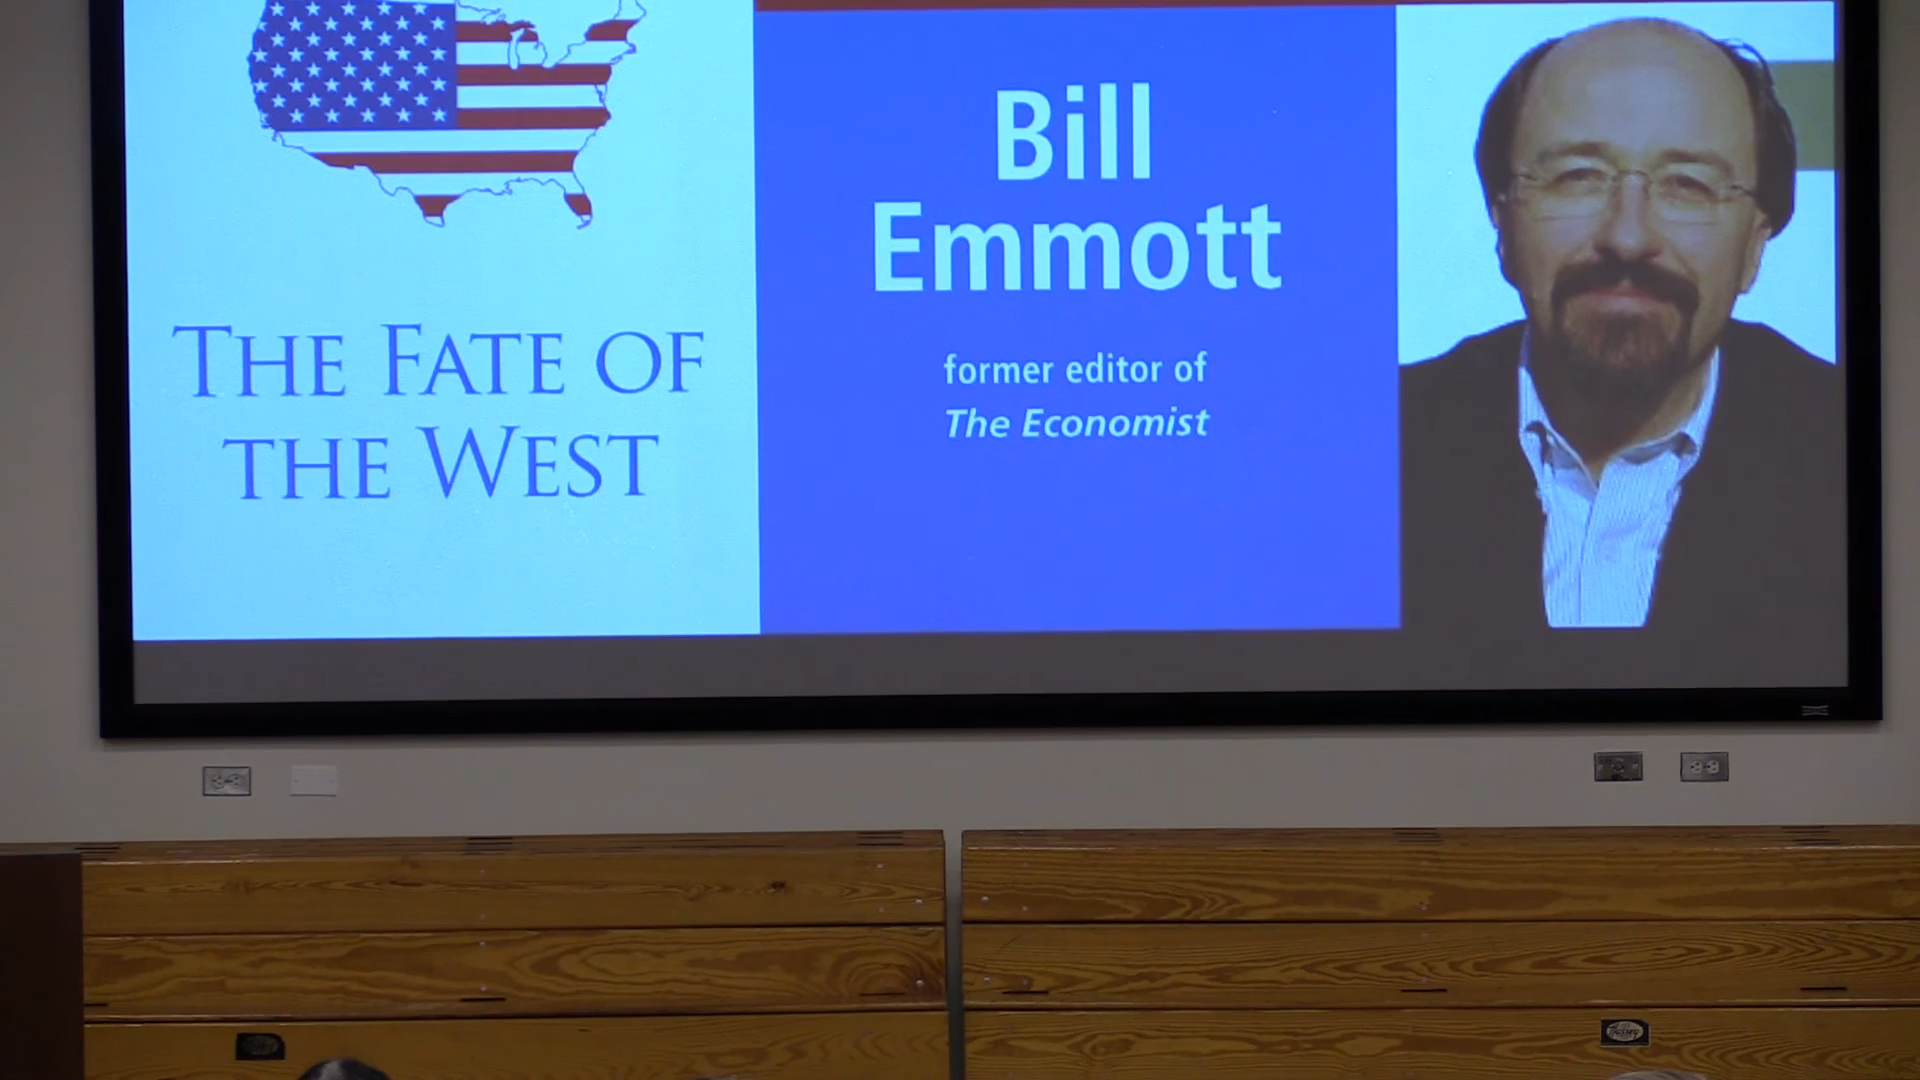 THE FATE OF
THE WEST
Bill
Emmott
former editor of
The Economist